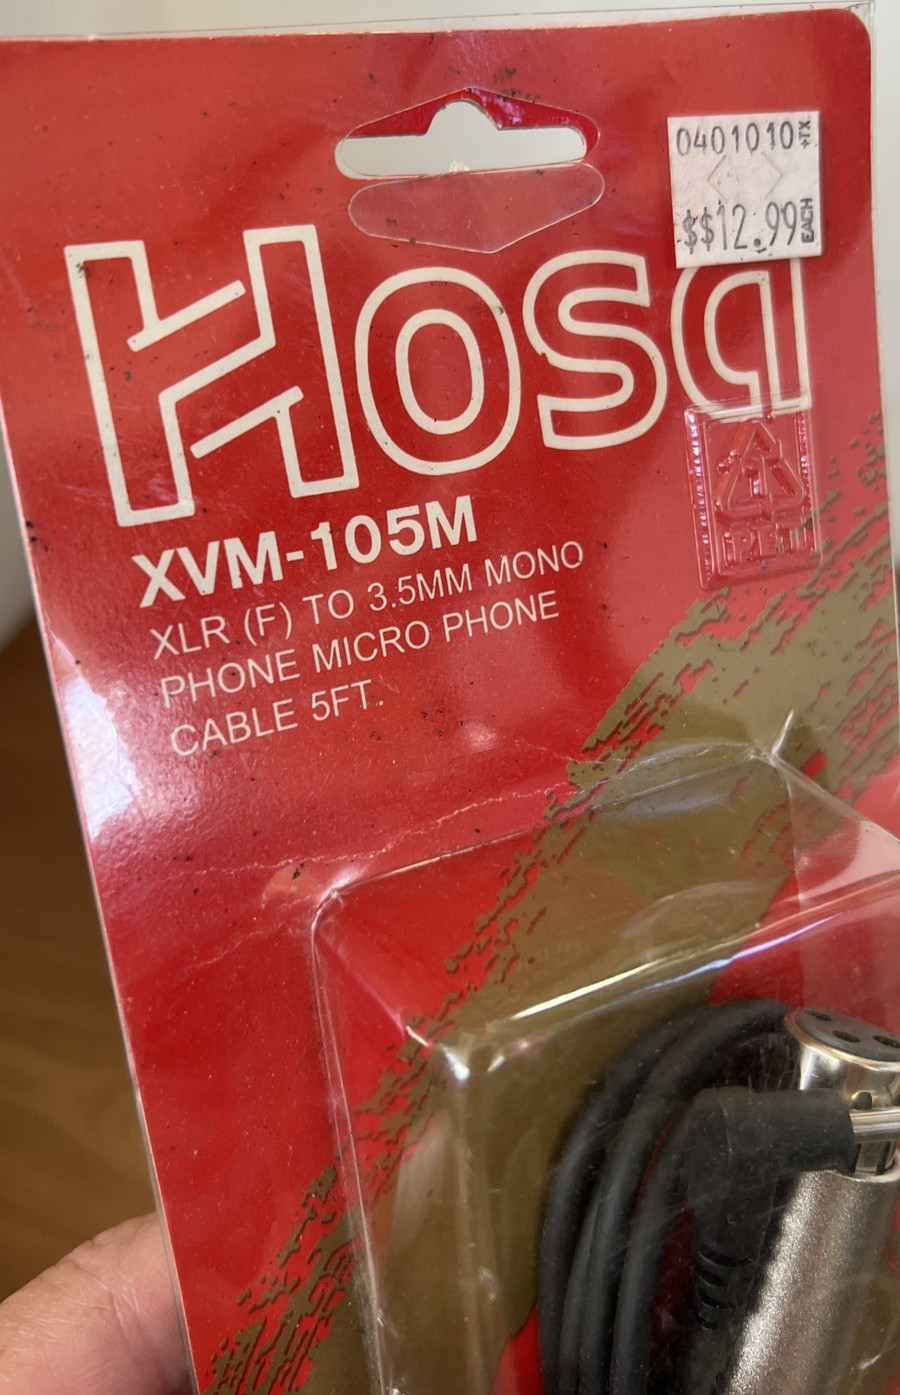 0401010 +TX.
$$12.99 EACH
Hosa
1
PET
XVM-105M
XLR (F) TO 3.5MM MONO
PHONE MICRO PHONE
CABLE 5FT.